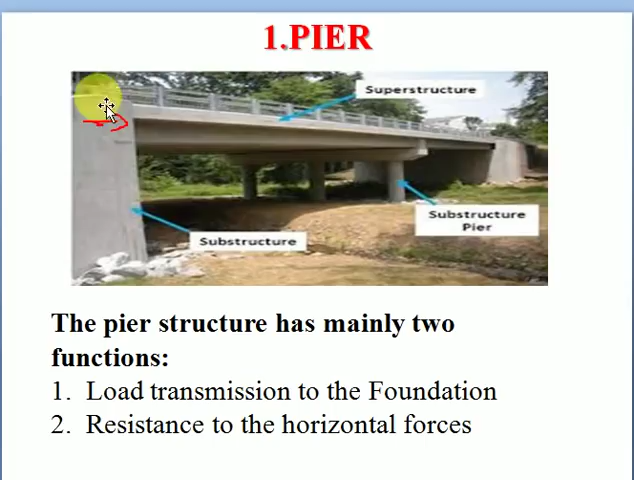 1.PIER
Superstructure
Substructure
Pier
Substructure
The pier structure has mainly two
functions:
1. Load transmission to the Foundation
2. Resistance to the horizontal forces